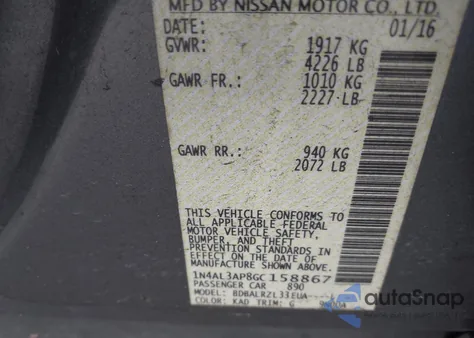 MFD BY NISSAN MOTOR CO., LTD.
DATE: 01/16
GVWR: 1917 KG
4226 LB
GAWR FR.: 1010 KG
2227 LB
GAWR RR.: 940 KG
2072 LB
THIS VEHICLE CONFORMS TO
ALL APPLICABLE FEDERAL
MOTOR VEHICLE SAFETY,
BUMPER, AND THEFT
PREVENTION STANDARDS
IN EFFECT ON THE DATE OF
MANUFACTURE SHOWN ABOVE.
1N4AL3AP8GC158867
PASSENGER CAR 890
MODEL: BDBALRZL33EUA
COLOR: KAD TRIM: G
autoSnap